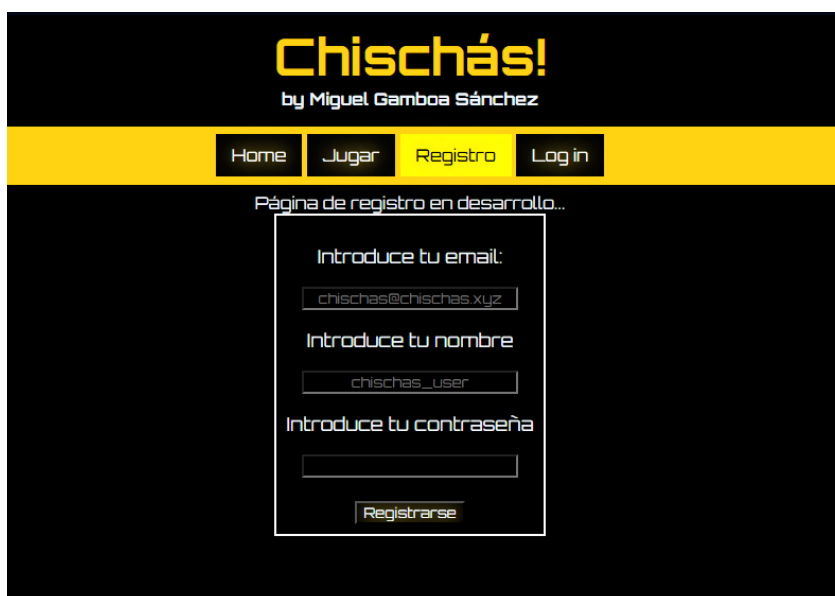 Chischás!
by Miguel Gamboa Sánchez
Home Jugar Registro Log in
Página de registro en desarrollo...
Introduce tu email:
chischas@chischas.xyz
Introduce tu nombre
chischas_user
Introduce tu contraseña
Registrarse